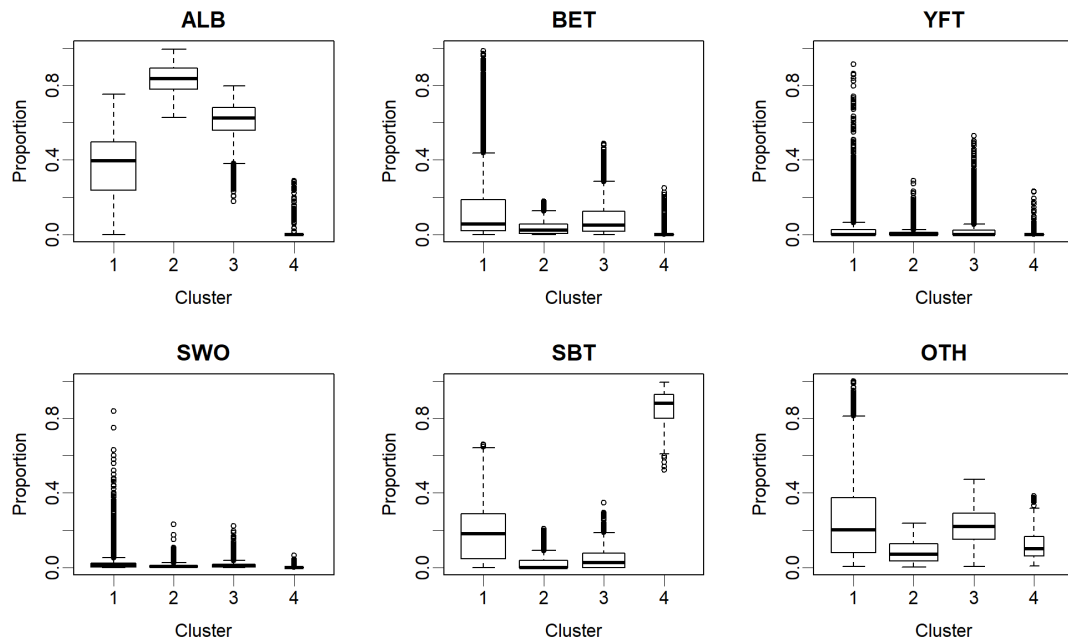 ALB
Proportion
0.0 0.4 0.8
1 2 3 4
Cluster
BET
Proportion
0.0 0.4 0.8
1 2 3 4
Cluster
YFT
Proportion
0.0 0.4 0.8
1 2 3 4
Cluster
SWO
Proportion
0.0 0.4 0.8
1 2 3 4
Cluster
SBT
Proportion
0.0 0.4 0.8
1 2 3 4
Cluster
OTH
Proportion
0.0 0.4 0.8
1 2 3 4
Cluster